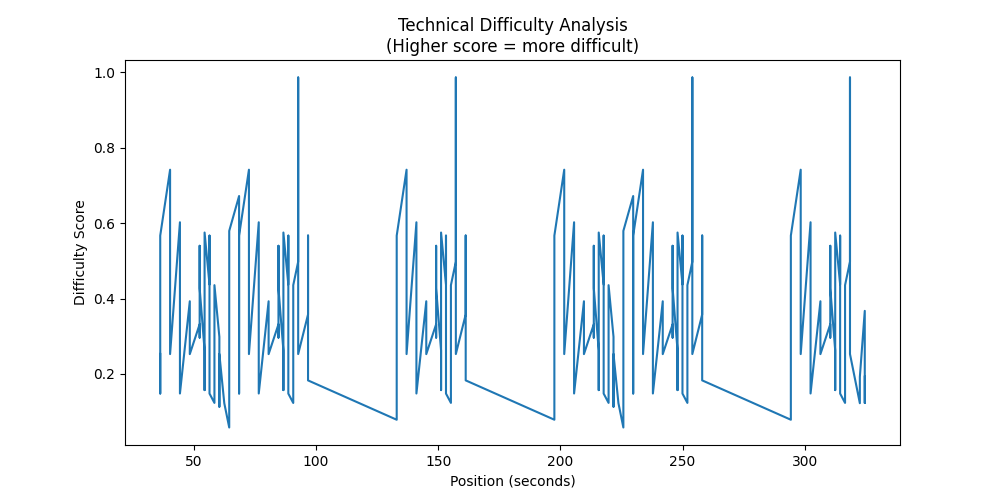 Technical Difficulty Analysis
(Higher score = more difficult)
Difficulty Score
1.0
0.8
0.6
0.4
0.2
50
100
150
200
250
300
Position (seconds)